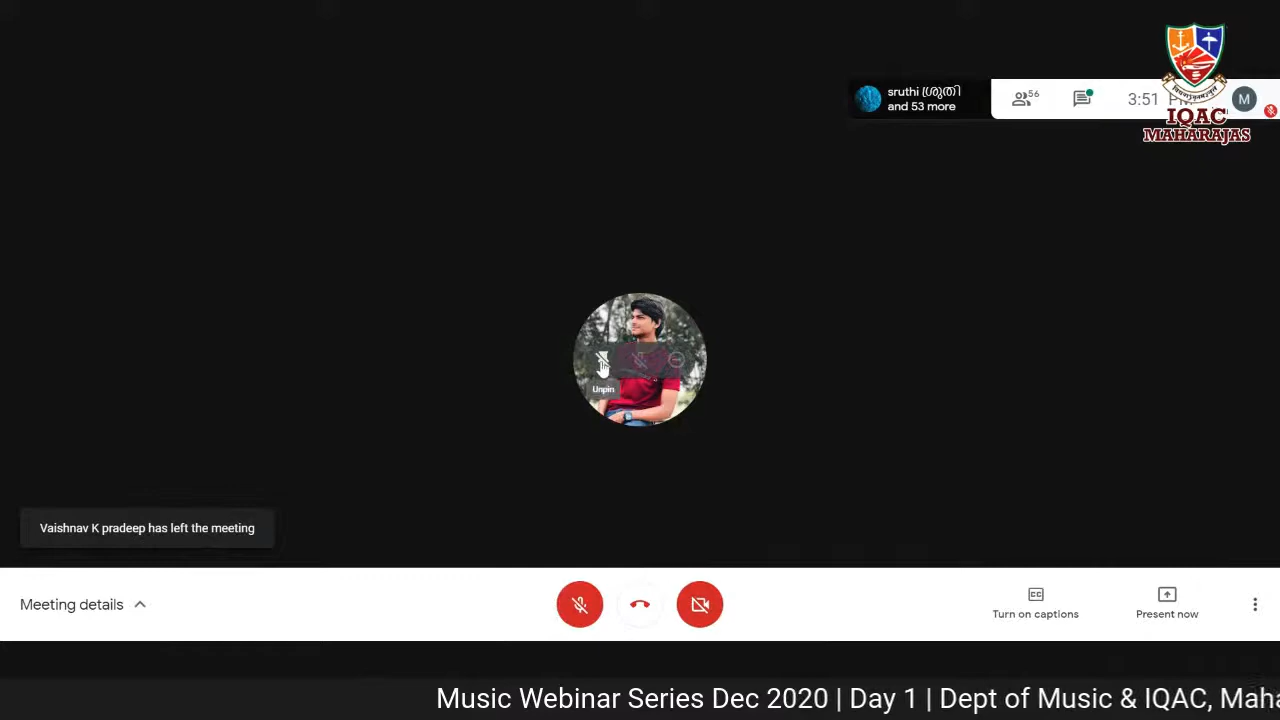 sruthi (ശ്രുതി
and 53 more
56
3:51
M
IQAC
MAHARAJAS
Unpin
Vaishnav K pradeep has left the meeting
Meeting details
CC
Turn on captions
Present now
Music Webinar Series Dec 2020 | Day 1 | Dept of Music & IQAC, Maha